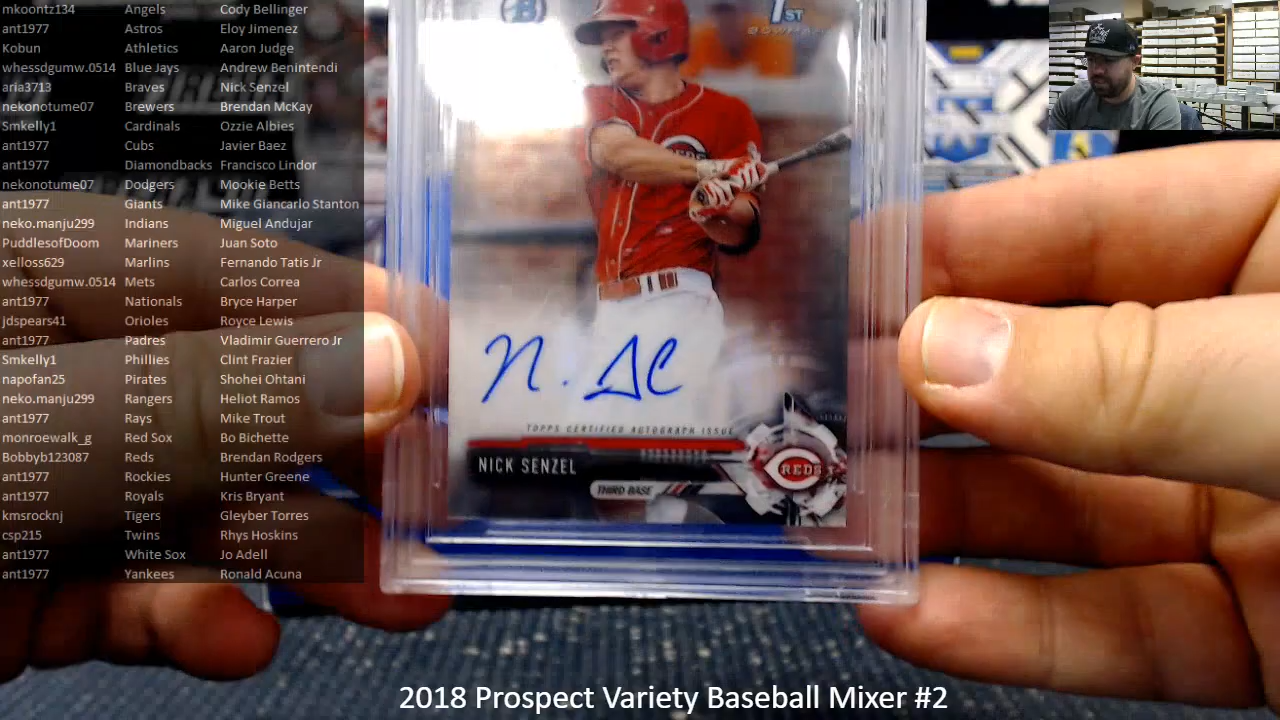 mkoontz134 Angels Cody Bellinger
ant1977 Astros Eloy Jimenez
Kobun Athletics Aaron Judge
whessdgumw.0514 Blue Jays Andrew Benintendi
aria3713 Braves Nick Senzel
nekonotume07 Brewers Brendan McKay
Smkelly1 Cardinals Ozzie Albies
ant1977 Cubs Javier Baez
ant1977 Diamondbacks Francisco Lindor
nekonotume07 Dodgers Mookie Betts
ant1977 Giants Mike Giancarlo Stanton
neko.manju299 Indians Miguel Andujar
PuddlesofDoom Mariners Juan Soto
xelloss629 Marlins Fernando Tatis Jr
whessdgumw.0514 Mets Carlos Correa
ant1977 Nationals Bryce Harper
jdspears41 Orioles Royce Lewis
ant1977 Padres Vladimir Guerrero Jr
Smkelly1 Phillies Clint Frazier
napofan25 Pirates Shohei Ohtani
neko.manju299 Rangers Heliot Ramos
ant1977 Rays Mike Trout
monroewalk_g Red Sox Bo Bichette
Bobbyb123087 Reds Brendan Rodgers
ant1977 Rockies Hunter Greene
ant1977 Royals Kris Bryant
kmsrocknj Tigers Gleyber Torres
csp215 Twins Rhys Hoskins
ant1977 White Sox Jo Adell
ant1977 Yankees Ronald Acuna
B
1ST
BOWMAN
REDS
TOPPS CERTIFIED AUTOGRAPH ISSUE
NICK SENZEL
THIRD BASE
REDS
2018 Prospect Variety Baseball Mixer #2